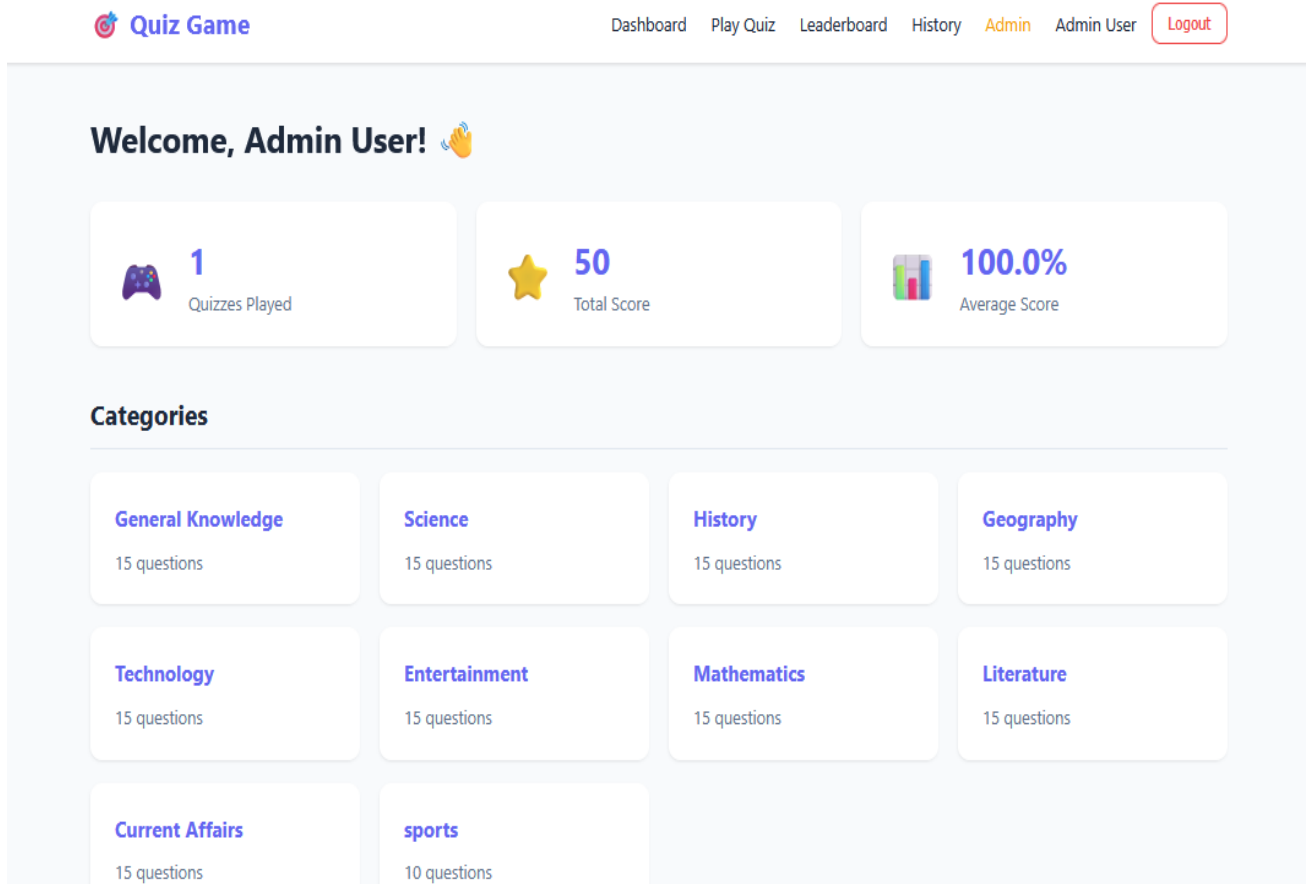 Quiz Game Dashboard Play Quiz Leaderboard History Admin Admin User Logout
Welcome, Admin User!
1 50 100.0%
Quizzes Played Total Score Average Score
Categories
General Knowledge Science History Geography
15 questions 15 questions 15 questions 15 questions
Technology Entertainment Mathematics Literature
15 questions 15 questions 15 questions 15 questions
Current Affairs sports
15 questions 10 questions